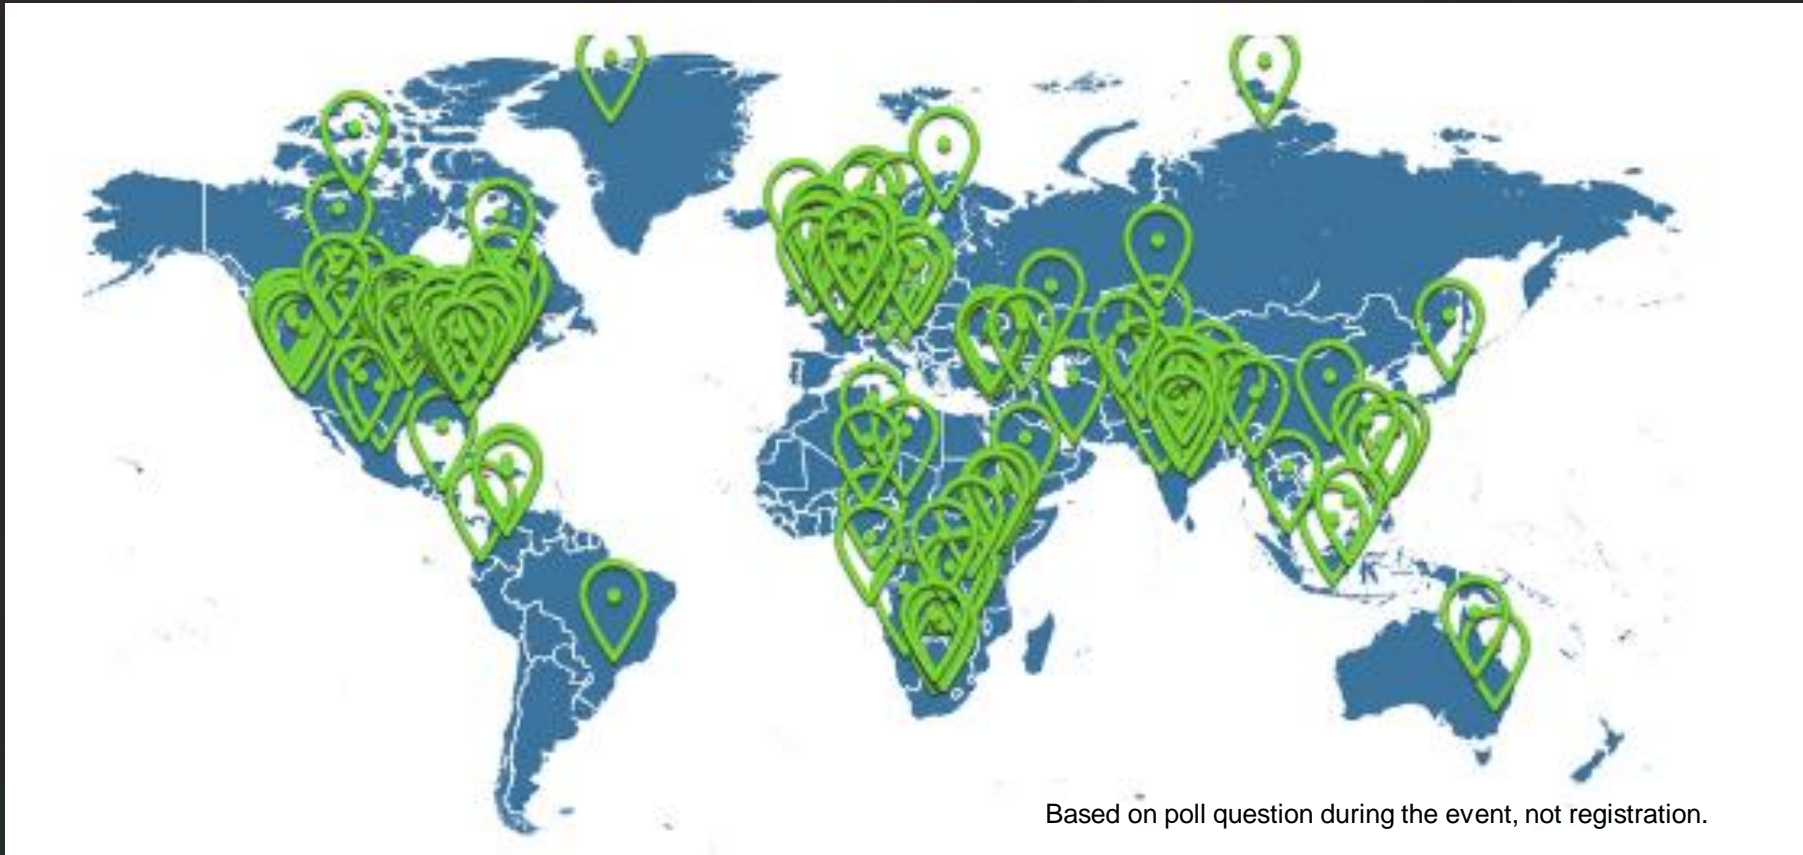 Based on poll question during the event, not registration.